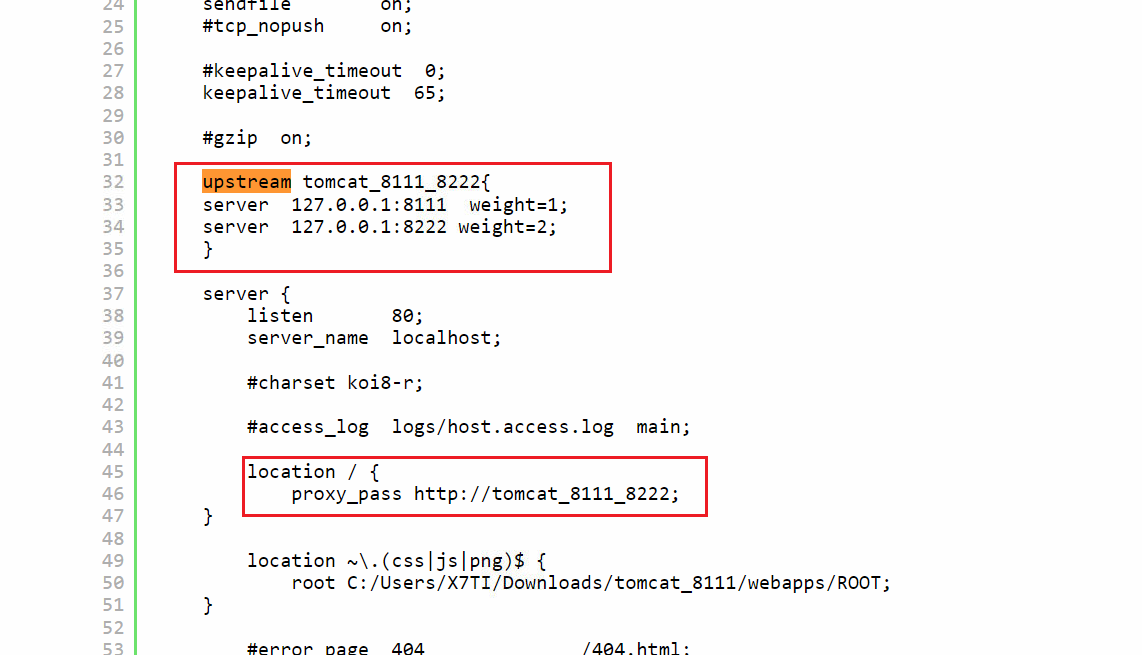 24 sendfile        on;
25 #tcp_nopush     on;
26
27 #keepalive_timeout  0;
28 keepalive_timeout  65;
29
30 #gzip  on;
31
32 upstream tomcat_8111_8222{
33 server  127.0.0.1:8111  weight=1;
34 server  127.0.0.1:8222 weight=2;
35 }
36
37 server {
38     listen       80;
39     server_name  localhost;
40
41     #charset koi8-r;
42
43     #access_log  logs/host.access.log  main;
44
45     location / {
46         proxy_pass http://tomcat_8111_8222;
47 }
48
49     location ~\.(css|js|png)$ {
50         root C:/Users/X7TI/Downloads/tomcat_8111/webapps/ROOT;
51 }
52
53     #error_page  404              /404.html;